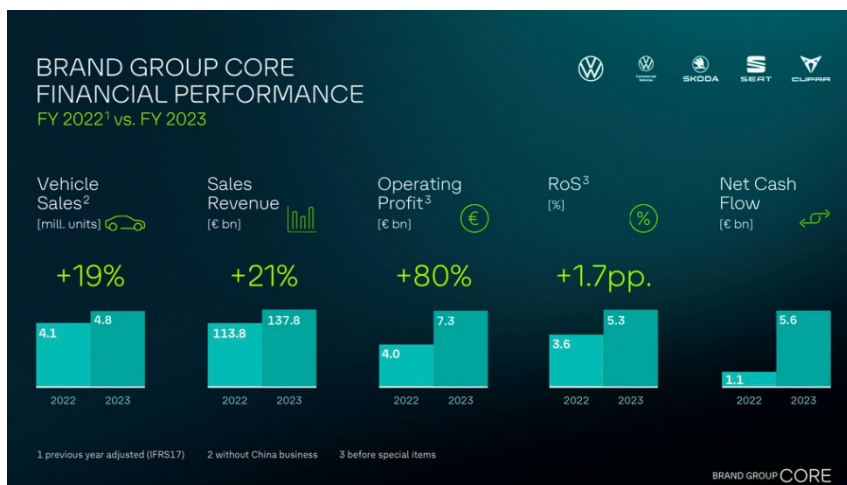 BRAND GROUP CORE
FINANCIAL PERFORMANCE
FY 2022¹ vs. FY 2023
Commercial
Vehicles
ŠKODA
SEAT
CUPRA
Vehicle
Sales²
[mill. units]
+19%
4.1
4.8
2022
2023
Sales
Revenue
[€ bn]
+21%
113.8
137.8
2022
2023
Operating
Profit³
[€ bn]
€
+80%
4.0
7.3
2022
2023
RoS³
[%]
%
+1.7pp.
3.6
5.3
2022
2023
Net Cash
Flow
[€ bn]
1.1
5.6
2022
2023
1 previous year adjusted (IFRS17)
2 without China business
3 before special items
BRAND GROUP CORE